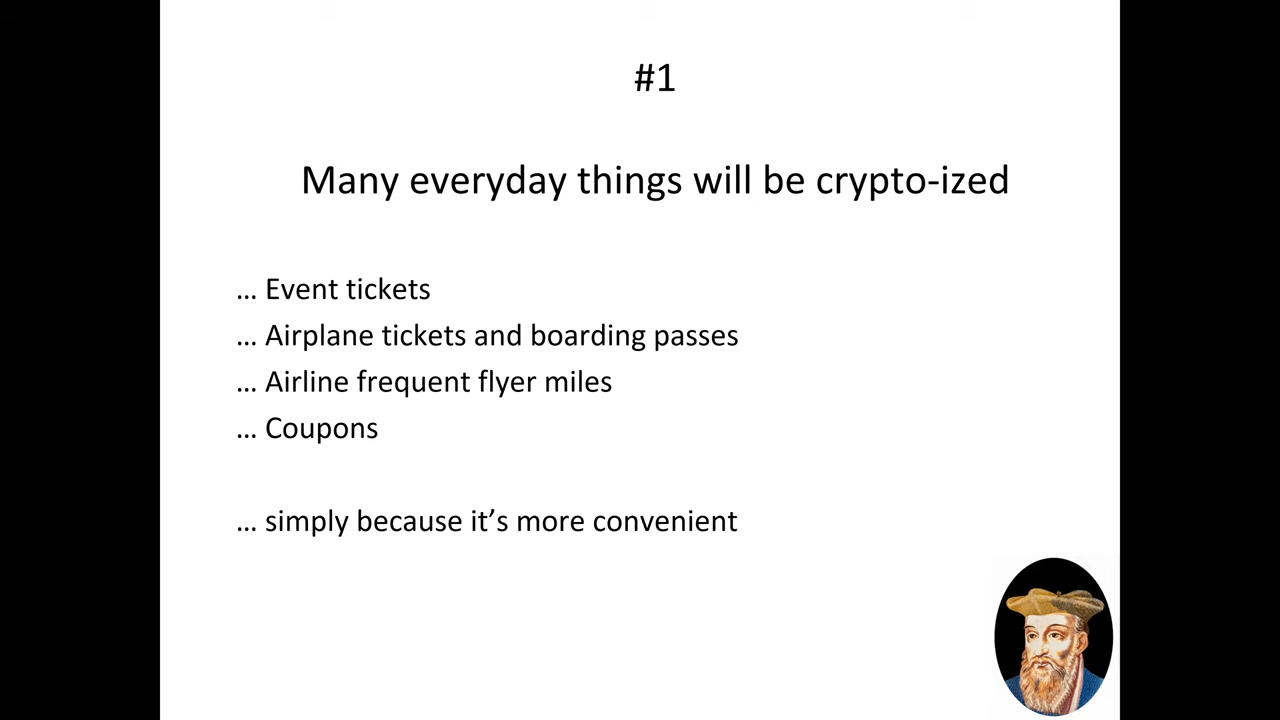 #1
Many everyday things will be crypto-ized
… Event tickets
… Airplane tickets and boarding passes
… Airline frequent flyer miles
… Coupons
… simply because it’s more convenient